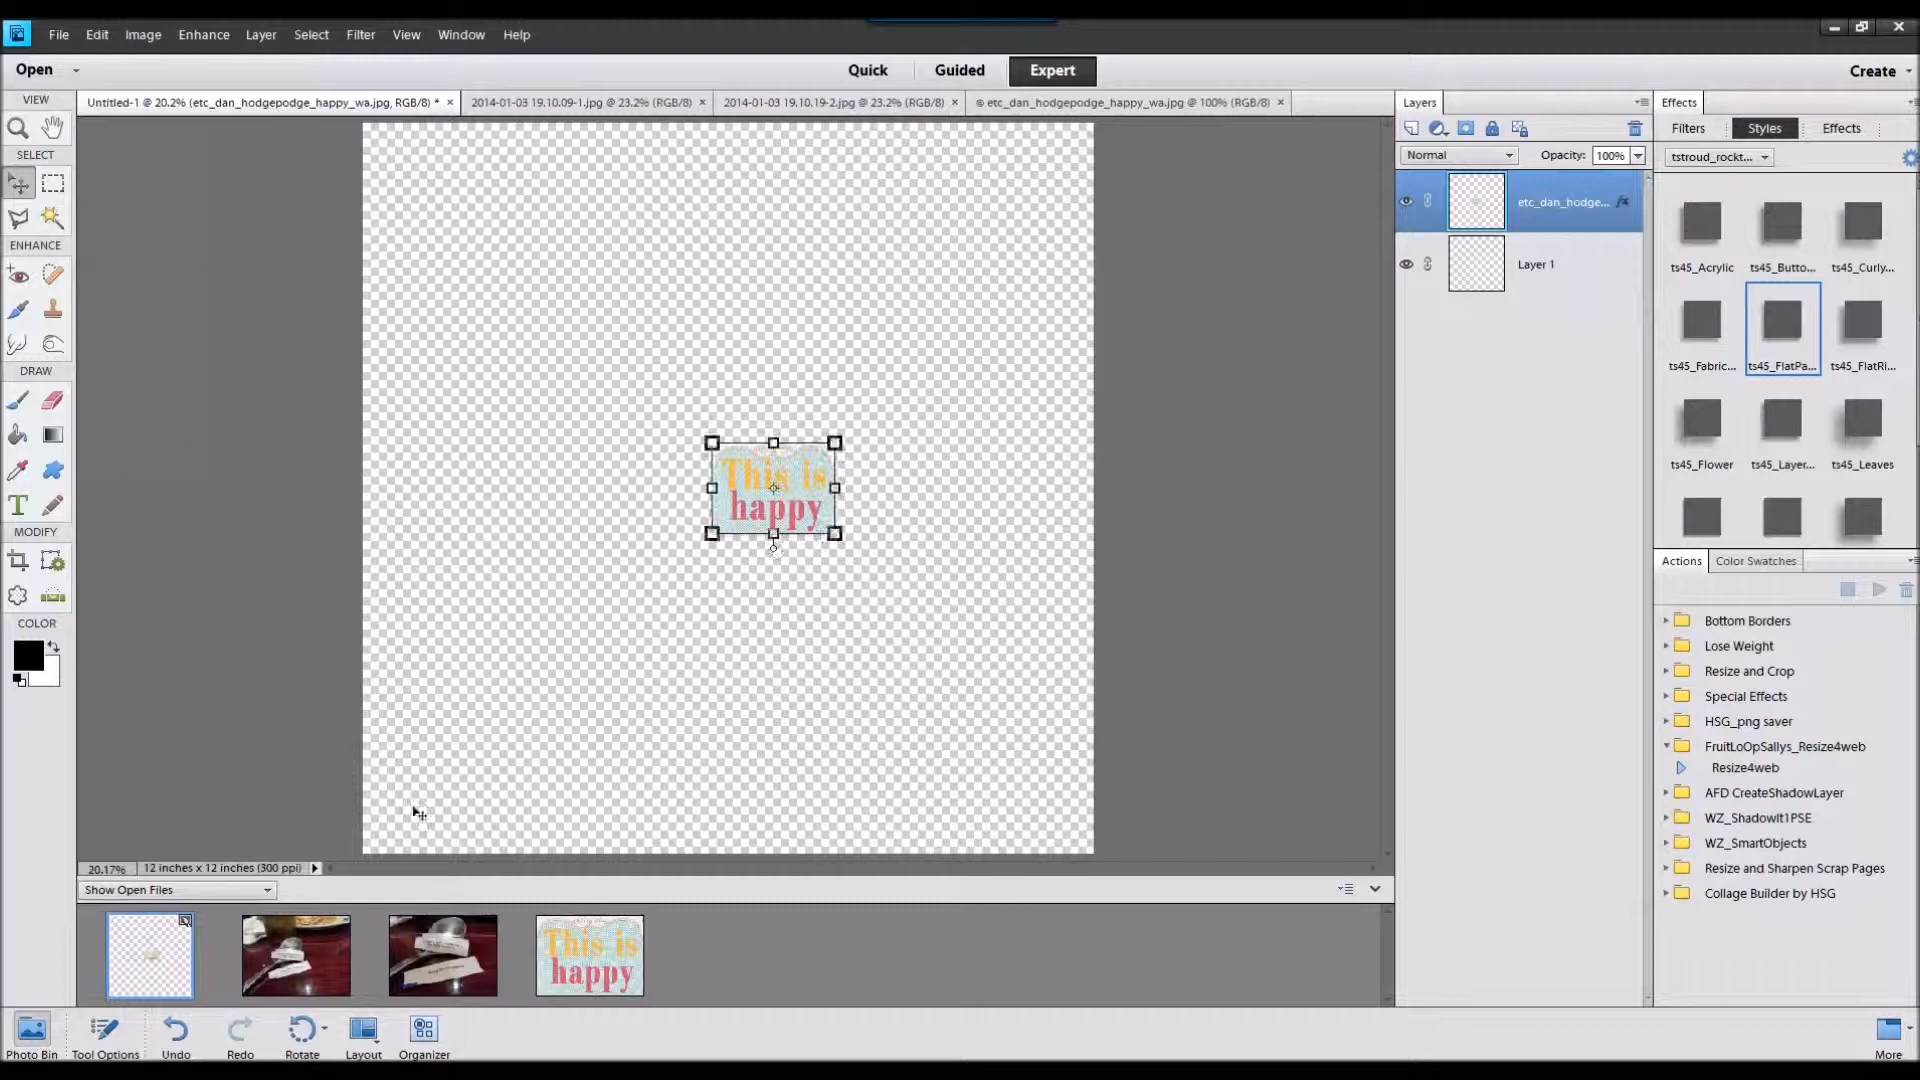 File Edit Image Enhance Layer Select Filter View Window Help
Open Quick Guided Expert Create
VIEW
Untitled-1 @ 20.2% (etc_dan_hodgepodge_happy_wa.jpg, RGB/8) * × 2014-01-03 19.10.09-1.jpg @ 23.2% (RGB/8) × 2014-01-03 19.10.19-2.jpg @ 23.2% (RGB/8) × © etc_dan_hodgepodge_happy_wa.jpg @ 100% (RGB/8) ×
Layers
Effects
Filters Styles Effects
SELECT
Normal Opacity: 100%
tstroud_rockt...
etc_dan_hodge... fx
Layer 1
ENHANCE
ts45_Acrylic ts45_Butto... ts45_Curly...
ts45_Fabric... ts45_FlatPa... ts45_FlatRi...
ts45_Flower ts45_Layer... ts45_Leaves
DRAW
T
MODIFY
COLOR
This is
happy
Actions Color Swatches
Bottom Borders
Lose Weight
Resize and Crop
Special Effects
HSG_png saver
FruitLoOpSallys_Resize4web
Resize4web
AFD CreateShadowLayer
WZ_ShadowIt1PSE
WZ_SmartObjects
Resize and Sharpen Scrap Pages
Collage Builder by HSG
20.17% 12 inches x 12 inches (300 ppi)
Show Open Files
This is
happy
Photo Bin Tool Options Undo Redo Rotate Layout Organizer More